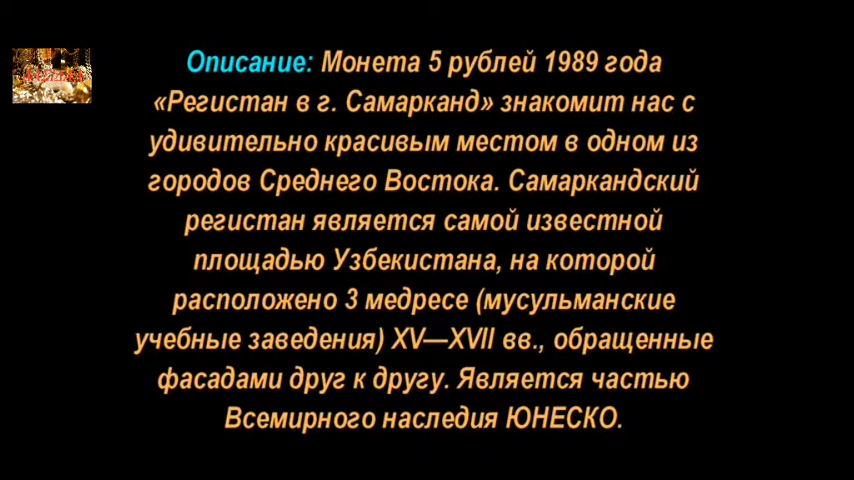 Описание: Монета 5 рублей 1989 года
«Регистан в г. Самарканд» знакомит нас с
удивительно красивым местом в одном из
городов Среднего Востока. Самаркандский
регистан является самой известной
площадью Узбекистана, на которой
расположено 3 медресе (мусульманские
учебные заведения) XV—XVII вв., обращенные
фасадами друг к другу. Является частью
Всемирного наследия ЮНЕСКО.